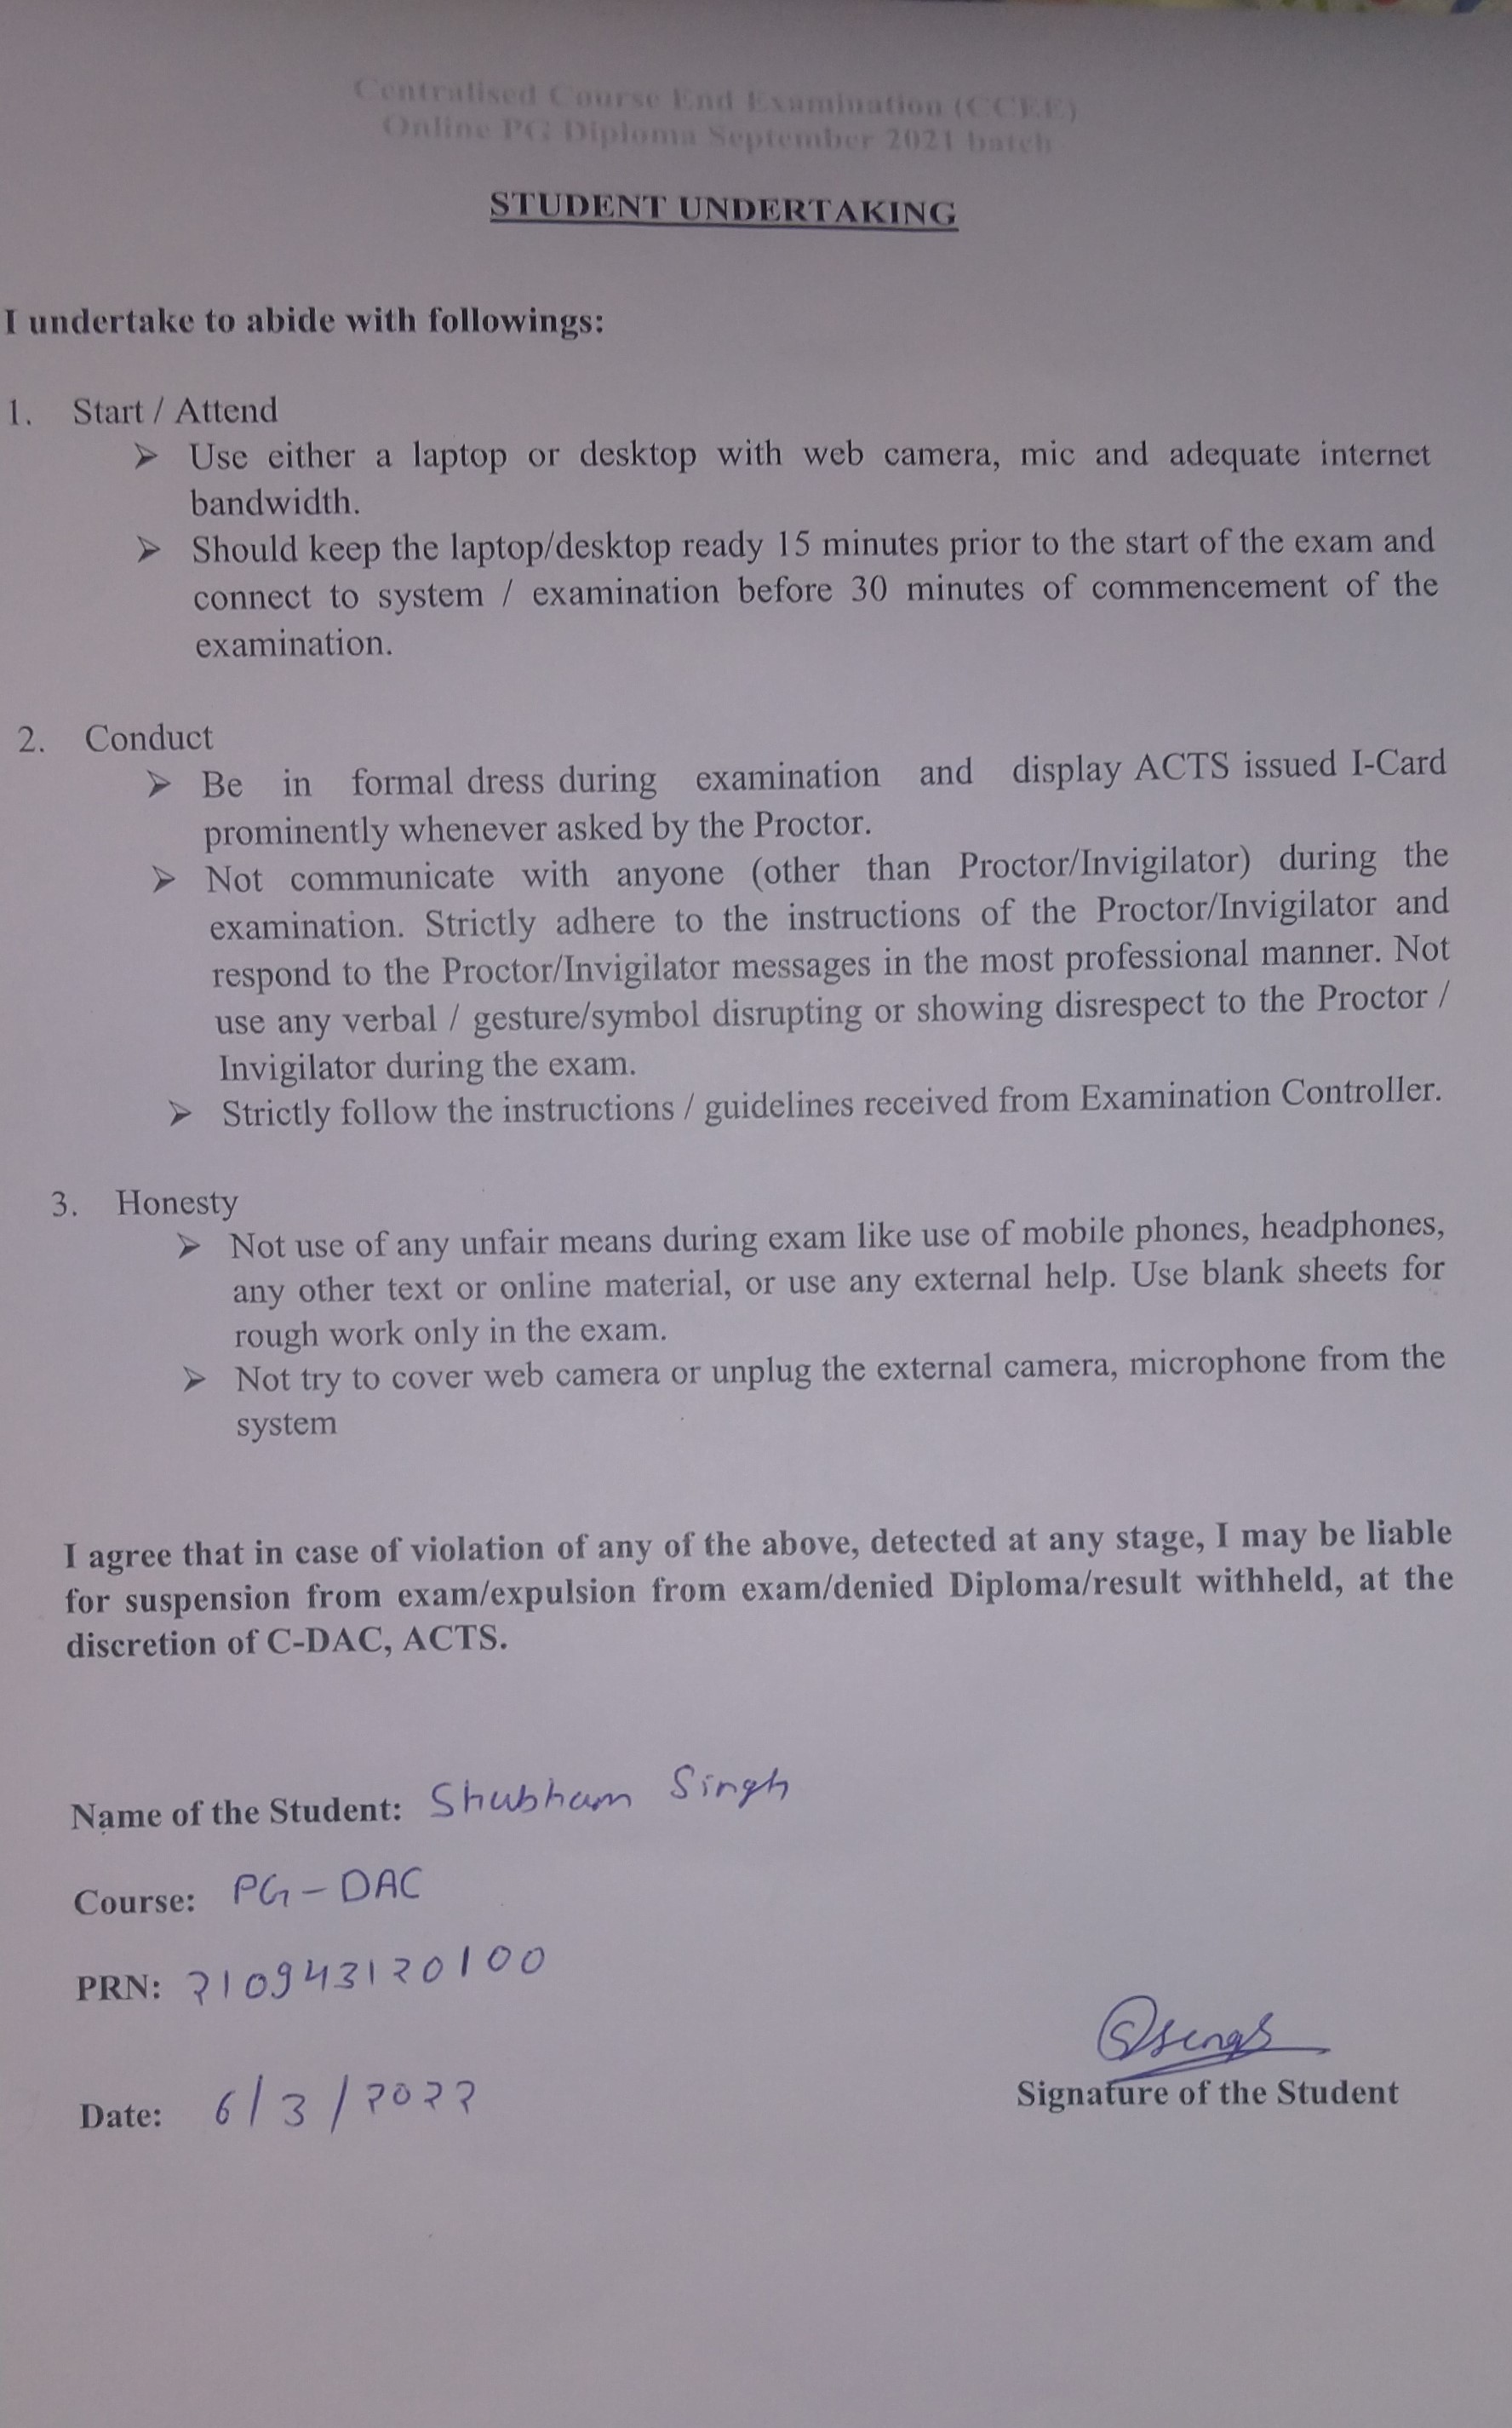 Centralised Course End Examination (CCEE)
Online PG Diploma September 2021 batch
STUDENT UNDERTAKING
I undertake to abide with followings:
1. Start / Attend
➢ Use either a laptop or desktop with web camera, mic and adequate internet
bandwidth.
➢ Should keep the laptop/desktop ready 15 minutes prior to the start of the exam and
connect to system / examination before 30 minutes of commencement of the
examination.
2. Conduct
➢ Be in formal dress during examination and display ACTS issued I-Card
prominently whenever asked by the Proctor.
➢ Not communicate with anyone (other than Proctor/Invigilator) during the
examination. Strictly adhere to the instructions of the Proctor/Invigilator and
respond to the Proctor/Invigilator messages in the most professional manner. Not
use any verbal / gesture/symbol disrupting or showing disrespect to the Proctor /
Invigilator during the exam.
➢ Strictly follow the instructions / guidelines received from Examination Controller.
3. Honesty
➢ Not use of any unfair means during exam like use of mobile phones, headphones,
any other text or online material, or use any external help. Use blank sheets for
rough work only in the exam.
➢ Not try to cover web camera or unplug the external camera, microphone from the
system
I agree that in case of violation of any of the above, detected at any stage, I may be liable
for suspension from exam/expulsion from exam/denied Diploma/result withheld, at the
discretion of C-DAC, ACTS.
Name of the Student: Shubham Singh
Course: PG-DAC
PRN: 210943120100
Date: 6/3/2022
Signature of the Student